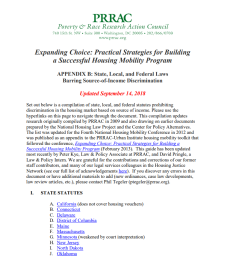 PRRAC
Poverty & Race Research Action Council
www.prrac.org
Expanding Choice: Practical Strategies for Building
a Successful Housing Mobility Program
APPENDIX B: State, Local, and Federal Laws
Barring Source-of-Income Discrimination
Updated September 14, 2018
Set out below is a compilation of state, local, and federal statutes prohibiting
discrimination in the housing market based on source of income. Please use the
hyperlinks on this page to navigate through the document. This compilation updates
research originally compiled by PRRAC in 2009 and also drawing on earlier documents
prepared by the National Housing Law Project and the Center for Policy Alternatives.
The list was updated for the Fourth National Housing Mobility Conference in 2012 and
was published as an appendix to the PRRAC-Urban Institute housing mobility toolkit that
followed the conference, Expanding Choice: Practical Strategies for Building a
Successful Housing Mobility Program (February 2013). This guide has been updated
most recently by Law & Policy Associate at PRRAC, and David Pringle, a
Law & Policy Intern. We are grateful for the contributions and comments of our former
staff contributors, and many of our legal services colleagues in the Housing Justice
Network (see our full list of acknowledgements here). If you discover any errors in this
document or have additional materials to add (new ordinances, case developments,
law review articles, etc.), please contact Phil Tegeler (ptegeler@prrac.org).
I. STATE STATUTES
A. California (does not cover housing vouchers)
B. Connecticut
C. Delaware
D. District of Columbia
E. Maine
F. Massachusetts
G. Minnesota (weakened by court interpretation)
H. New Jersey
I. North Dakota
J. Oklahoma